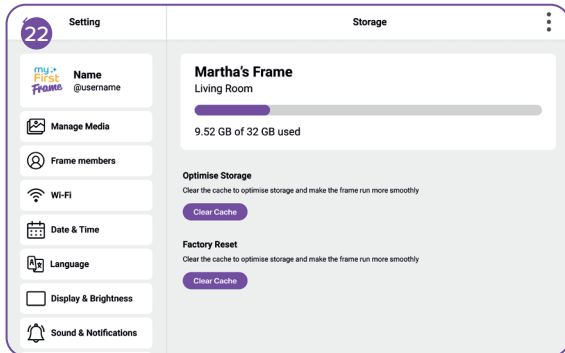 22
Setting
Storage
my
First
Frame
Name
@username
Manage Media
Frame members
Wi-Fi
Date & Time
Language
Display & Brightness
Sound & Notifications
Martha's Frame
Living Room
9.52 GB of 32 GB used
Optimise Storage
Clear the cache to optimise storage and make the frame run more smoothly
Clear Cache
Factory Reset
Clear the cache to optimise storage and make the frame run more smoothly
Clear Cache